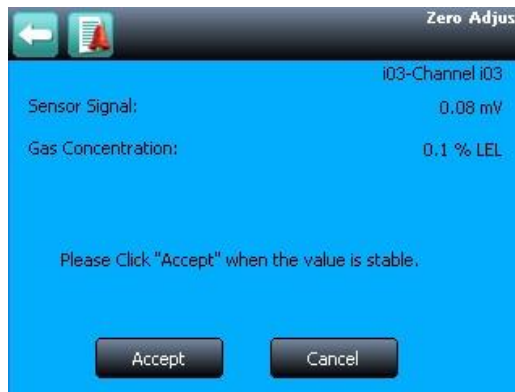 Zero Adjus
i03-Channel i03
Sensor Signal: 0.08 mV
Gas Concentration: 0.1 % LEL
Please Click "Accept" when the value is stable.
Accept Cancel